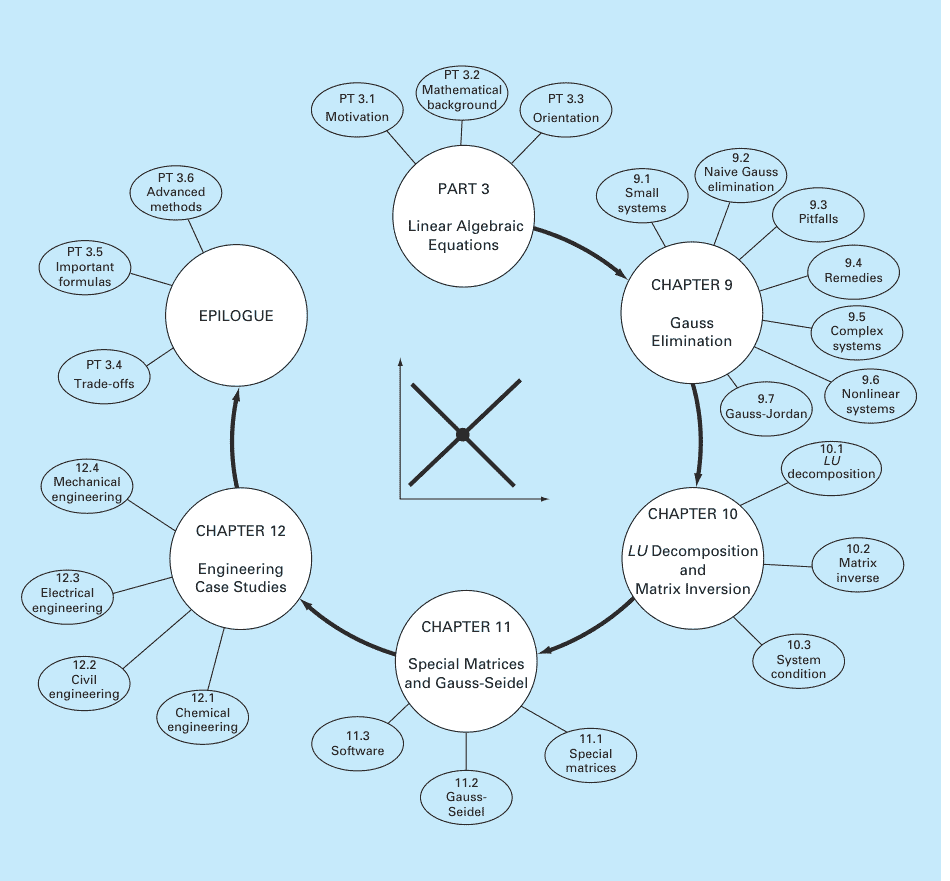 PT 3.1
Motivation
PT 3.2
Mathematical
background
PT 3.3
Orientation
PART 3
Linear Algebraic
Equations
9.1
Small
systems
9.2
Naive Gauss
elimination
9.3
Pitfalls
9.4
Remedies
9.5
Complex
systems
9.6
Nonlinear
systems
9.7
Gauss-Jordan
CHAPTER 9
Gauss
Elimination
10.1
LU
decomposition
10.2
Matrix
inverse
10.3
System
condition
CHAPTER 10
LU Decomposition
and
Matrix Inversion
CHAPTER 11
Special Matrices
and Gauss-Seidel
11.1
Special
matrices
11.2
Gauss-
Seidel
11.3
Software
CHAPTER 12
Engineering
Case Studies
12.1
Chemical
engineering
12.2
Civil
engineering
12.3
Electrical
engineering
12.4
Mechanical
engineering
EPILOGUE
PT 3.4
Trade-offs
PT 3.5
Important
formulas
PT 3.6
Advanced
methods